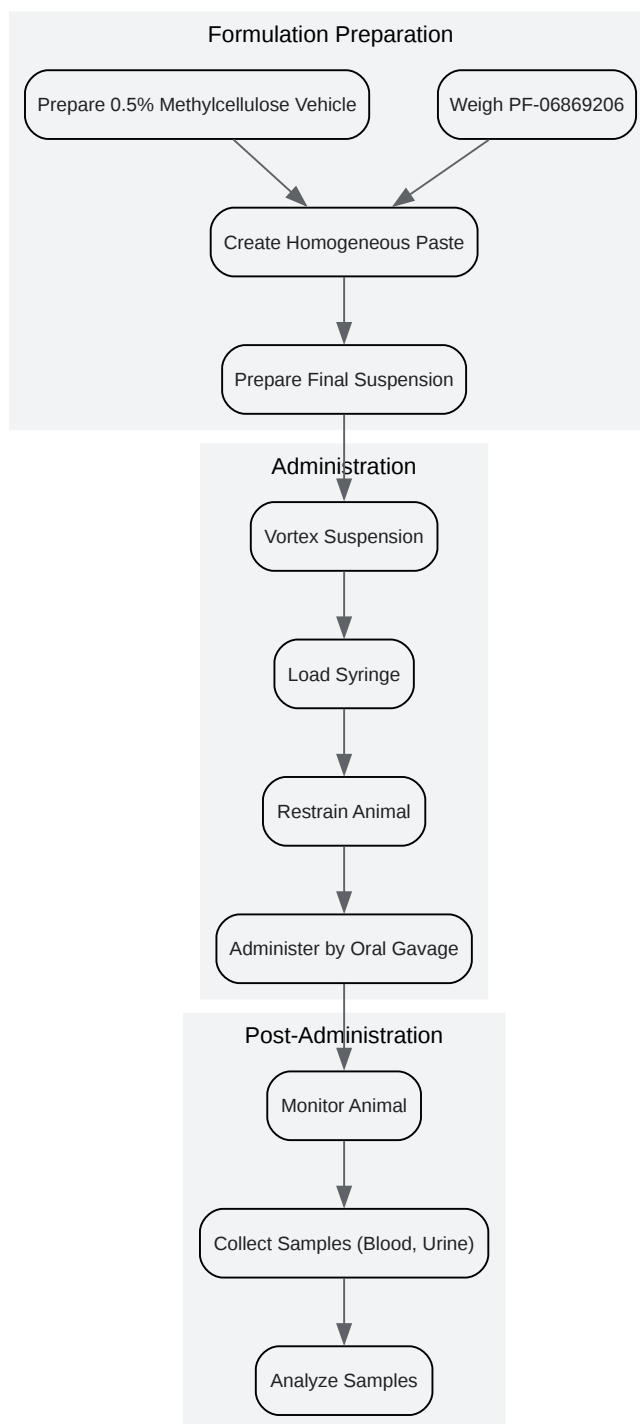 Formulation Preparation
Prepare 0.5% Methylcellulose Vehicle
Weigh PF-06869206
Create Homogeneous Paste
Prepare Final Suspension
Administration
Vortex Suspension
Load Syringe
Restrain Animal
Administer by Oral Gavage
Post-Administration
Monitor Animal
Collect Samples (Blood, Urine)
Analyze Samples